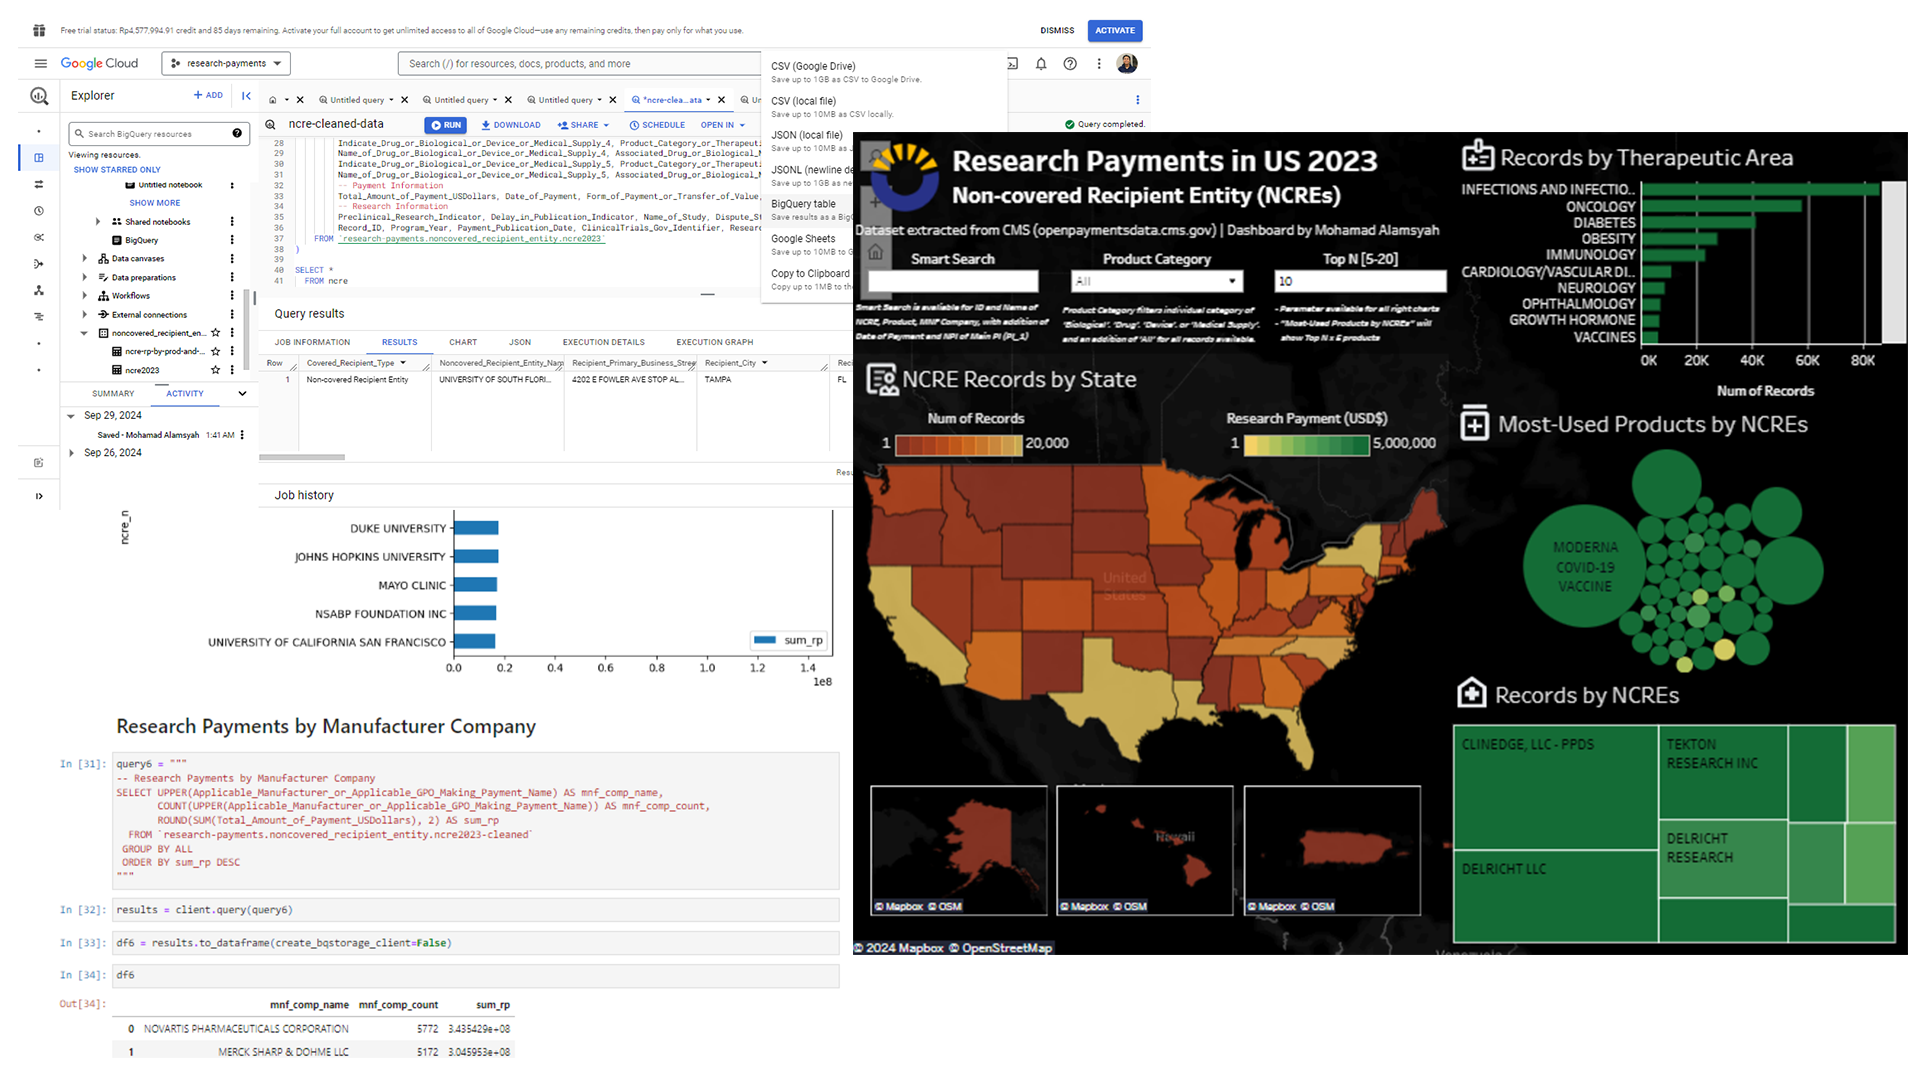 Free trial status: Rp4,577,994.91 credit and 85 days remaining. Activate your full account to get unlimited access to all of Google Cloud—use any remaining credits, then pay only for what you use.
DISMISS
ACTIVATE
Google Cloud
research-payments
Search (/) for resources, docs, products, and more
Explorer
+ ADD
Search BigQuery resources
Viewing resources.
SHOW STARRED ONLY
Untitled notebook
SHOW MORE
Shared notebooks
BigQuery
Data canvases
Data preparations
Workflows
External connections
noncovered_recipient_en...
ncre-rp-by-prod-and-...
ncre2023
SUMMARY
ACTIVITY
Sep 29, 2024
Saved - Mohamad Alamsyah 1:41 AM
Sep 26, 2024
Untitled query
Untitled query
Untitled query
*ncre-clea...ata
Un
ncre-cleaned-data
RUN
DOWNLOAD
SHARE
SCHEDULE
OPEN IN
Query completed.
28 Indicate_Drug_or_Biological_or_Device_or_Medical_Supply_4, Product_Category_or_Therapeuti
29 Name_of_Drug_or_Biological_or_Device_or_Medical_Supply_4, Associated_Drug_or_Biological_N
30 Indicate_Drug_or_Biological_or_Device_or_Medical_Supply_5, Product_Category_or_Therapeuti
31 Name_of_Drug_or_Biological_or_Device_or_Medical_Supply_5, Associated_Drug_or_Biological_N
32 -- Payment Information
33 Total_Amount_of_Payment_USDollars, Date_of_Payment, Form_of_Payment_or_Transfer_of_Value,
34 -- Research Information
35 Preclinical_Research_Indicator, Delay_in_Publication_Indicator, Name_of_Study, Dispute_St
36 Record_ID, Program_Year, Payment_Publication_Date, ClinicalTrials_Gov_Identifier, Resear
37 FROM `research-payments.noncovered_recipient_entity.ncre2023`
38 )
39
40 SELECT *
41 FROM ncre
CSV (Google Drive)
Save up to 1GB as CSV to Google Drive.
CSV (local file)
Save up to 10MB as CSV locally.
JSON (local file)
Save up to 10MB as J
JSONL (newline de
Save up to 1GB as ne
BigQuery table
Save results as a BigQ
Google Sheets
Save up to 10MB to G
Copy to Clipboard
Copy up to 1MB to the
Query results
JOB INFORMATION
RESULTS
CHART
JSON
EXECUTION DETAILS
EXECUTION GRAPH
Row Covered_Recipient_Type Noncovered_Recipient_Entity_Nam Recipient_Primary_Business_Stree Recipient_City Reci
1 Non-covered Recipient Entity UNIVERSITY OF SOUTH FLORI... 4202 E FOWLER AVE STOP AL... TAMPA FL
Resu
Job history
ncre_n
DUKE UNIVERSITY
JOHNS HOPKINS UNIVERSITY
MAYO CLINIC
NSABP FOUNDATION INC
UNIVERSITY OF CALIFORNIA SAN FRANCISCO
sum_rp
0.0 0.2 0.4 0.6 0.8 1.0 1.2 1.4
1e8
Research Payments by Manufacturer Company
In [31]: query6 = """
-- Research Payments by Manufacturer Company
SELECT UPPER(Applicable_Manufacturer_or_Applicable_GPO_Making_Payment_Name) AS mnf_comp_name,
COUNT(UPPER(Applicable_Manufacturer_or_Applicable_GPO_Making_Payment_Name)) AS mnf_comp_count,
ROUND(SUM(Total_Amount_of_Payment_USDollars), 2) AS sum_rp
FROM `research-payments.noncovered_recipient_entity.ncre2023-cleaned`
GROUP BY ALL
ORDER BY sum_rp DESC
"""
In [32]: results = client.query(query6)
In [33]: df6 = results.to_dataframe(create_bqstorage_client=False)
In [34]: df6
Out[34]:
mnf_comp_name mnf_comp_count sum_rp
0 NOVARTIS PHARMACEUTICALS CORPORATION 5772 3.435429e+08
1 MERCK SHARP & DOHME LLC 5172 3.045953e+08
Research Payments in US 2023
Non-covered Recipient Entity (NCREs)
Dataset extracted from CMS (openpaymentsdata.cms.gov) | Dashboard by Mohamad Alamsyah
Smart Search
Product Category
All
Top N [5-20]
10
Smart Search is available for ID and Name of
NCRE, Product, MNF Company, with addition of
Date of Payment and NPI of Main PI (PI_1)
Product Category filters individual category of
'Biological', 'Drug', 'Device', or 'Medical Supply',
and an addition of 'All' for all records available.
- Parameter available for all right charts
- "Most-Used Products by NCREs" will
show Top N x 5 products
NCRE Records by State
Num of Records
1 20,000
Research Payment (USD$)
1 5,000,000
United
States
Hawaii
© Mapbox © OSM
© Mapbox © OSM
© Mapbox © OSM
© 2024 Mapbox © OpenStreetMap
Venezuela
Records by Therapeutic Area
INFECTIONS AND INFECTIO..
ONCOLOGY
DIABETES
OBESITY
IMMUNOLOGY
CARDIOLOGY/VASCULAR DI..
NEUROLOGY
OPHTHALMOLOGY
GROWTH HORMONE
VACCINES
0K 20K 40K 60K 80K
Num of Records
Most-Used Products by NCREs
MODERNA
COVID-19
VACCINE
Records by NCREs
CLINEDGE, LLC - PPDS
DELRICHT LLC
TEKTON
RESEARCH INC
DELRICHT
RESEARCH